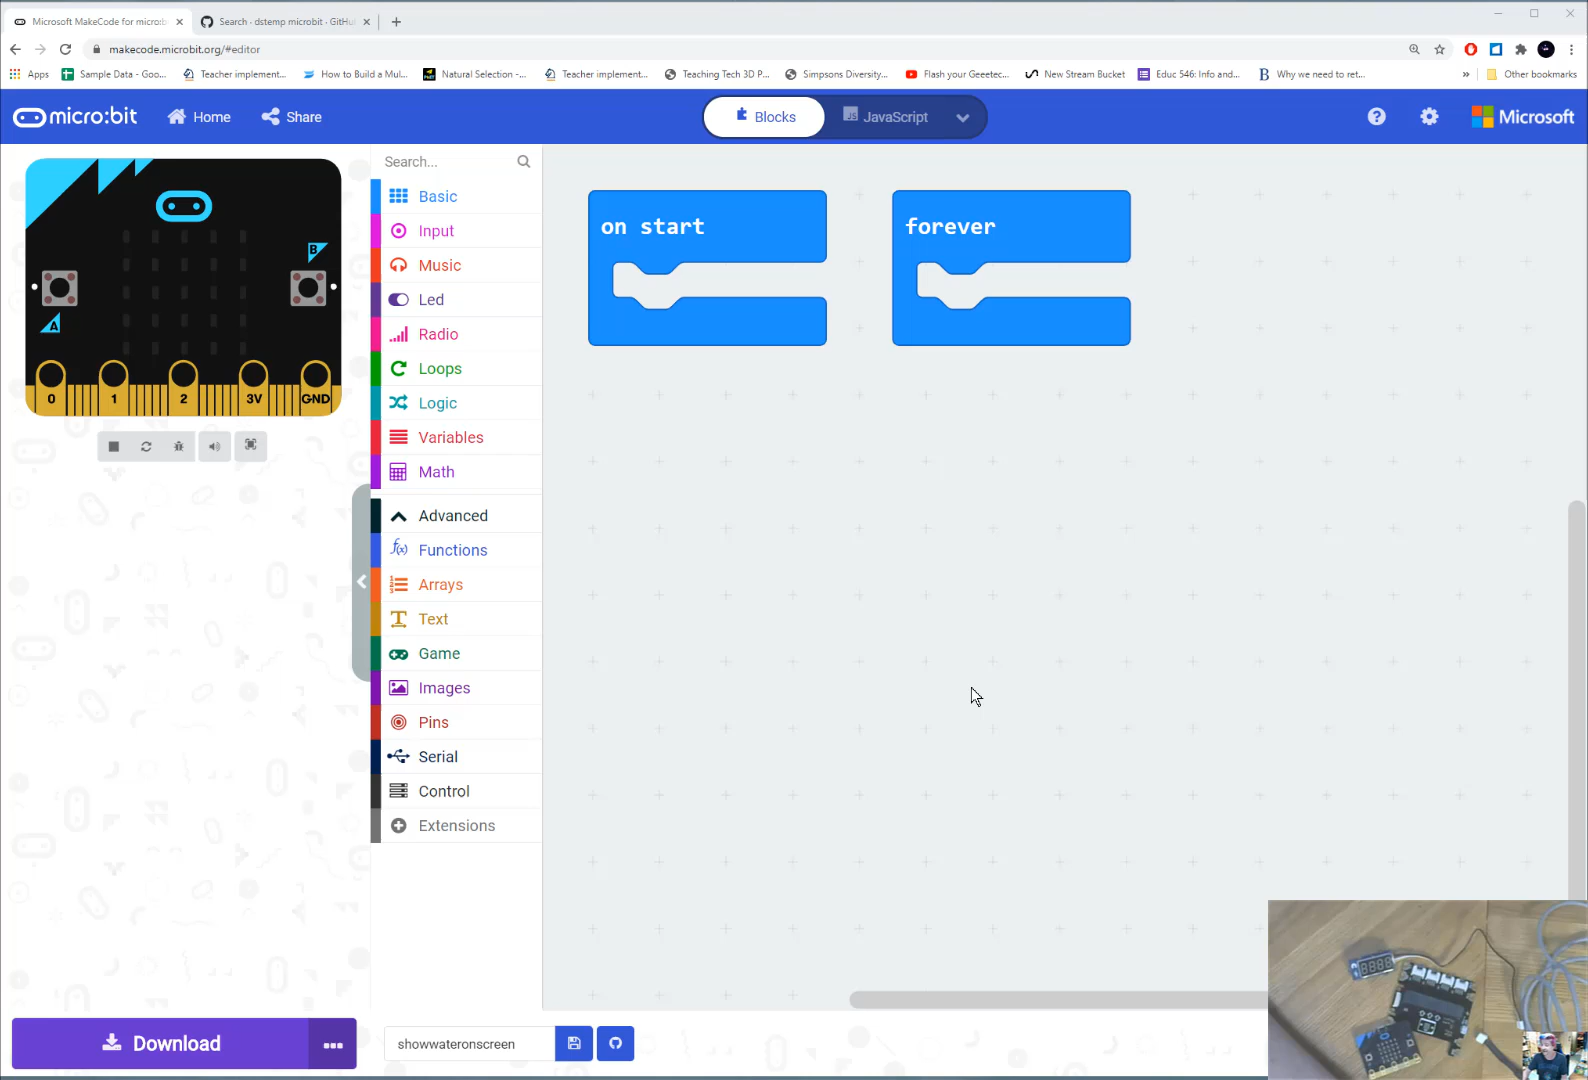 Microsoft MakeCode for micro:b
Search · dstemp microbit · GitHu
makecode.microbit.org/#editor
Apps
Sample Data - Goo...
Teacher implement...
How to Build a Mul...
Natural Selection -...
Teacher implement...
Teaching Tech 3D P...
Simpsons Diversity...
Flash your Geeetec...
New Stream Bucket
Educ 546: Info and...
Why we need to ret...
»
Other bookmarks
micro:bit
Home
Share
Blocks
JavaScript
Microsoft
B
A
0 1 2 3V GND
Search...
Basic
Input
Music
Led
Radio
Loops
Logic
Variables
Math
Advanced
Functions
Arrays
Text
Game
Images
Pins
Serial
Control
Extensions
on start
forever
Download
...
showwateronscreen